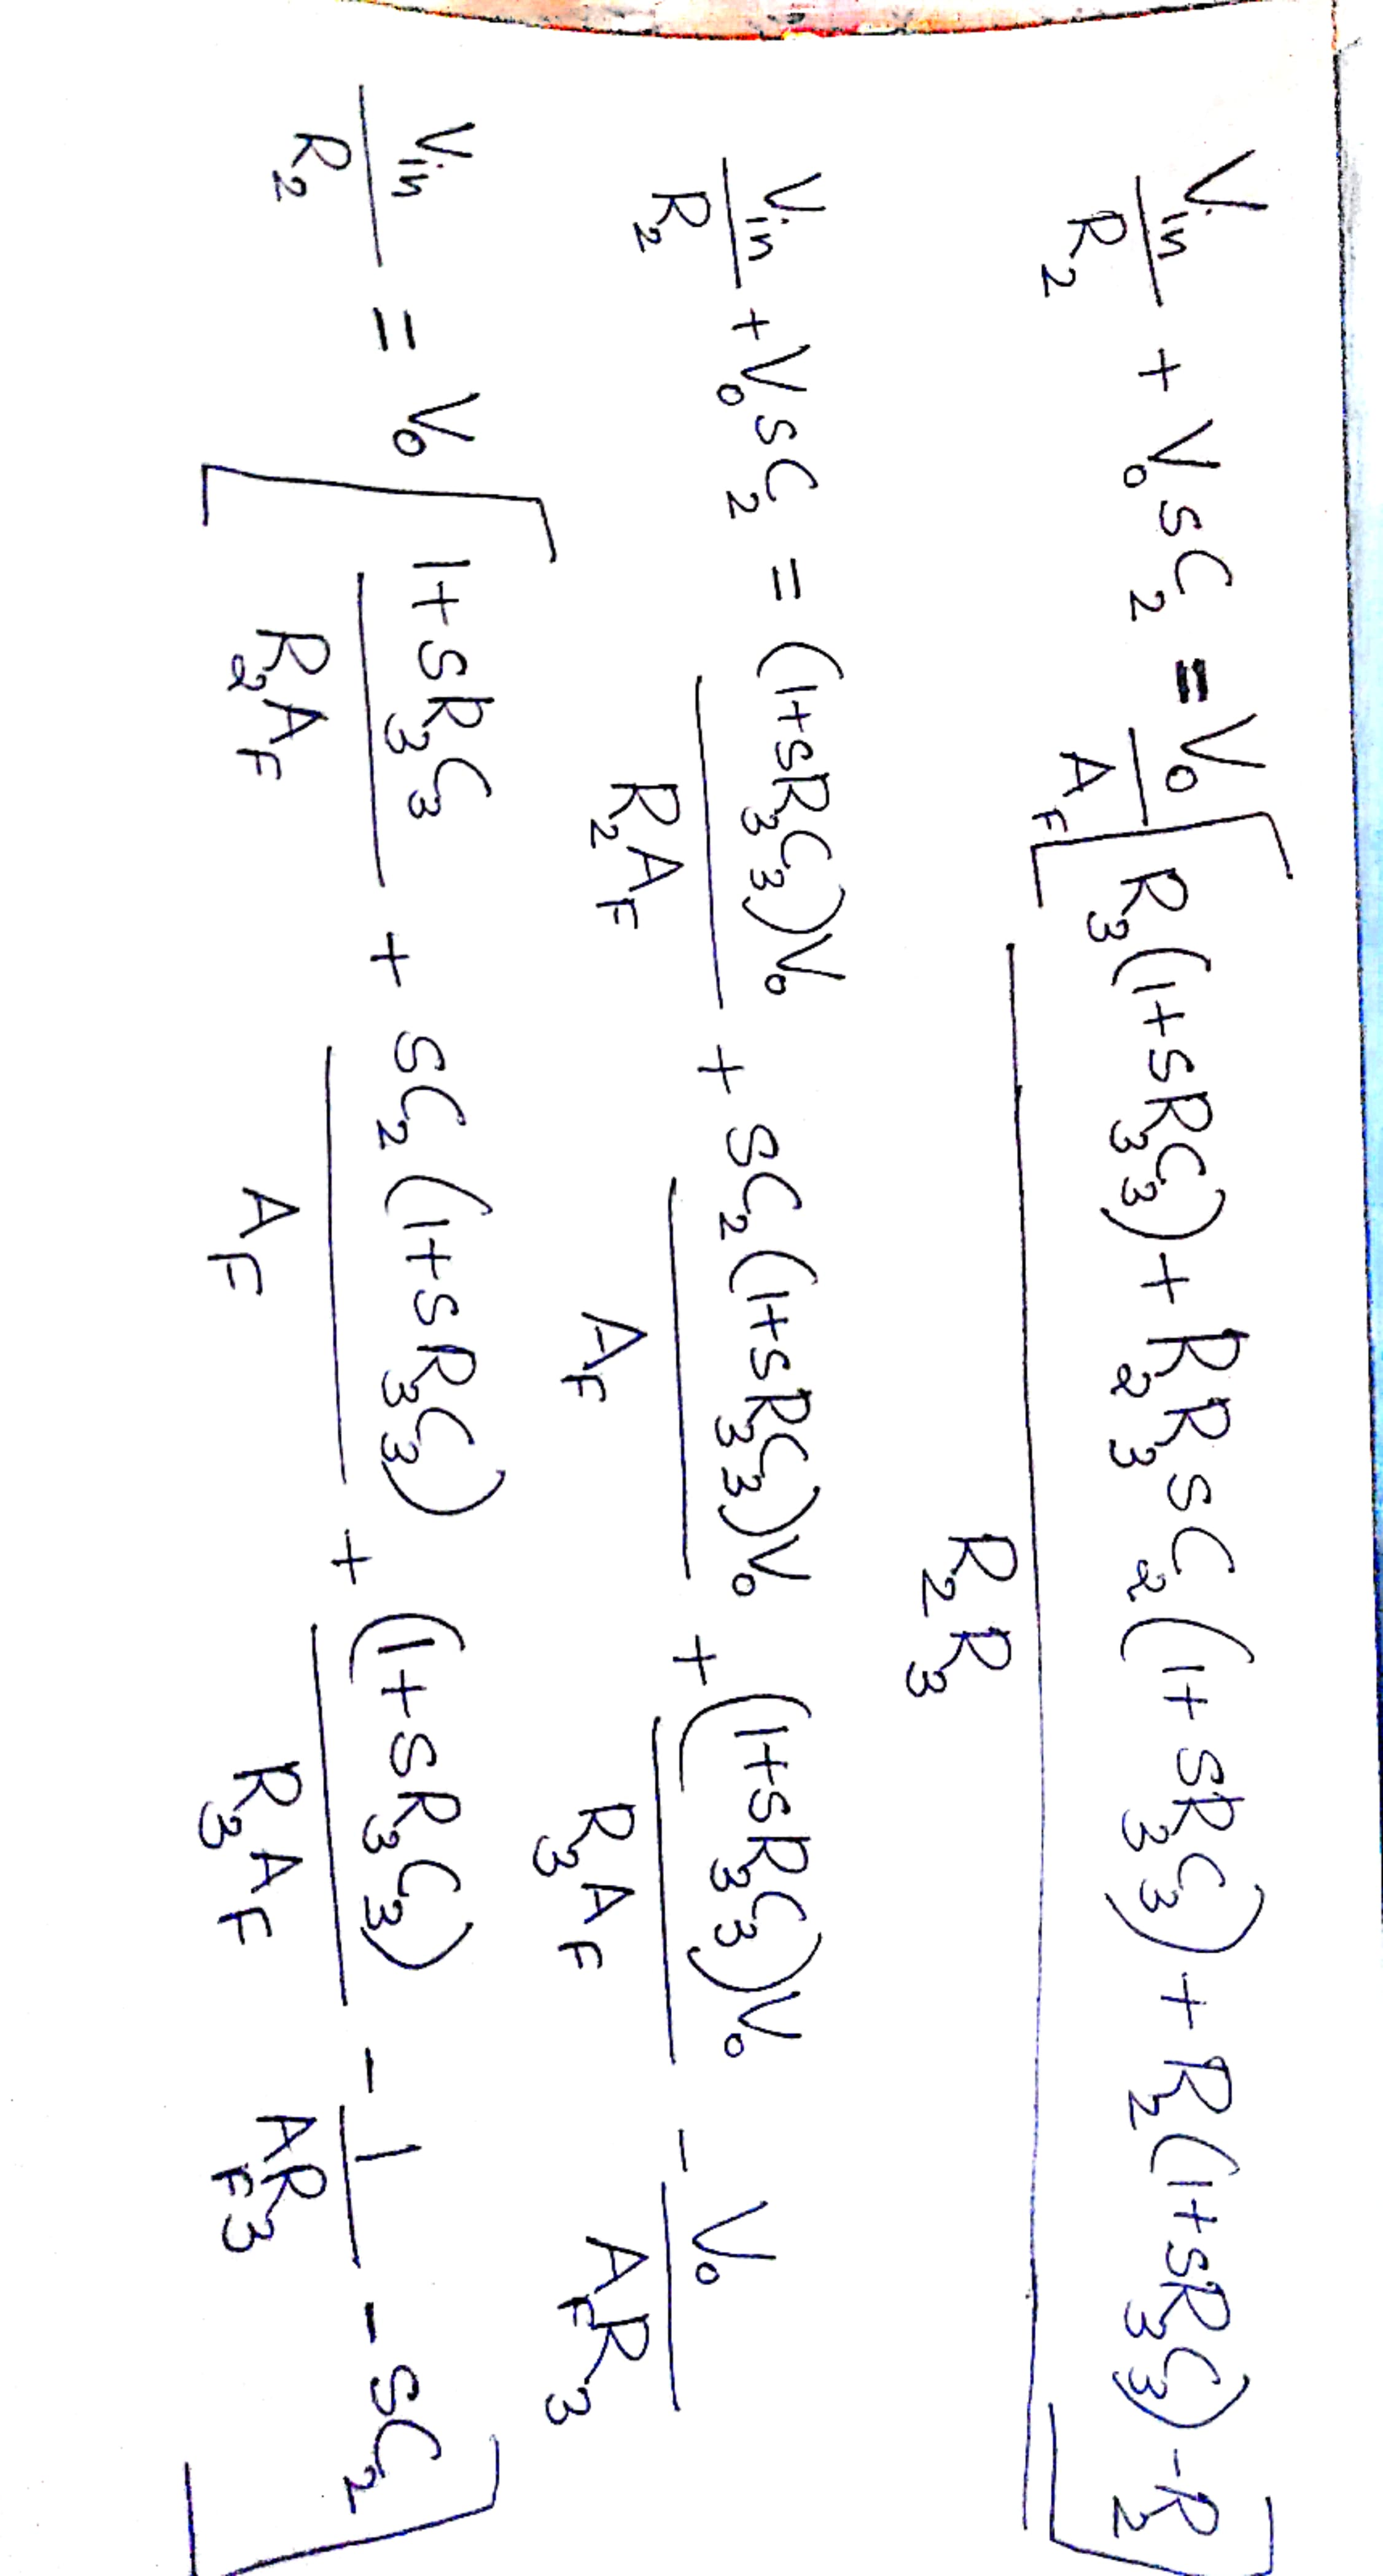 V_in/R_2 + V_o sC_2 = V_o/A_F [ (R_3(1+sR_3C_3) + R_2R_3sC_2(1+sR_3C_3) + R_2(1+sR_3C_3) - R_2) / R_2R_3 ]
V_in/R_2 + V_o sC_2 = (1+sR_3C_3)V_o / R_2A_F + sC_2(1+sR_3C_3)V_o / A_F + (1+sR_3C_3)V_o / R_3A_F - V_o / A_FR_3
V_in/R_2 = V_o [ 1+sR_3C_3 / R_2A_F + sC_2(1+sR_3C_3) / A_F + (1+sR_3C_3) / R_3A_F - 1 / A_FR_3 - sC_2 ]